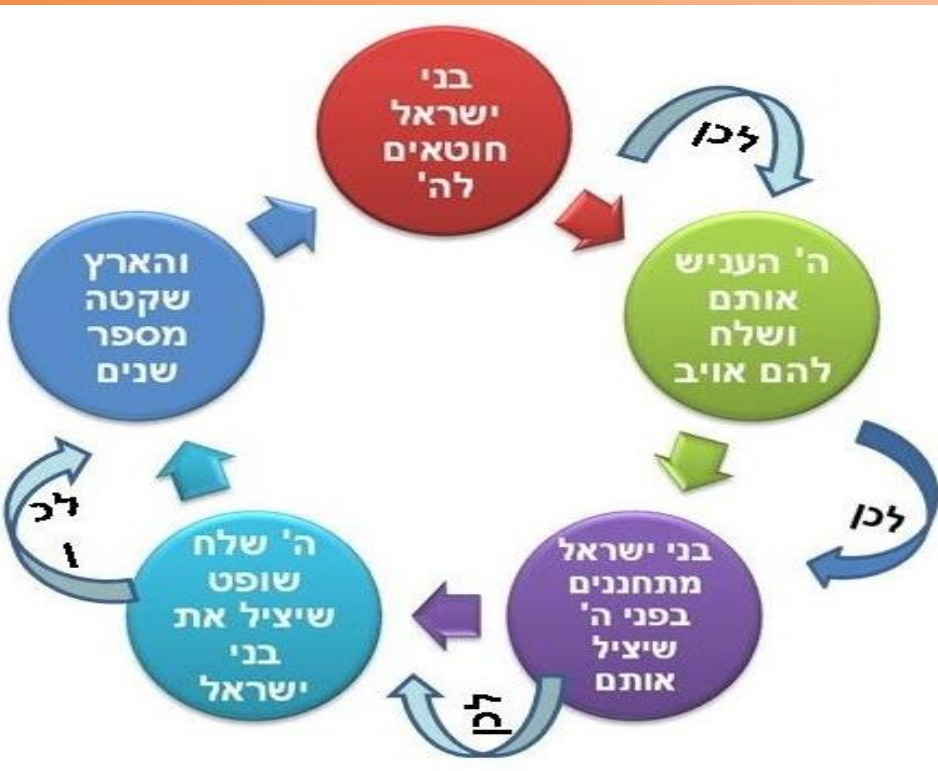 בני
ישראל
חוטאים
לה'
לכן
ה' העניש
אותם
ושלח
להם אויב
לכן
בני ישראל
מתחננים
בפני ה'
שיציל
אותם
לכן
ה' שלח
שופט
שיציל את
בני
ישראל
לכ
ן
והארץ
שקטה
מספר
שנים